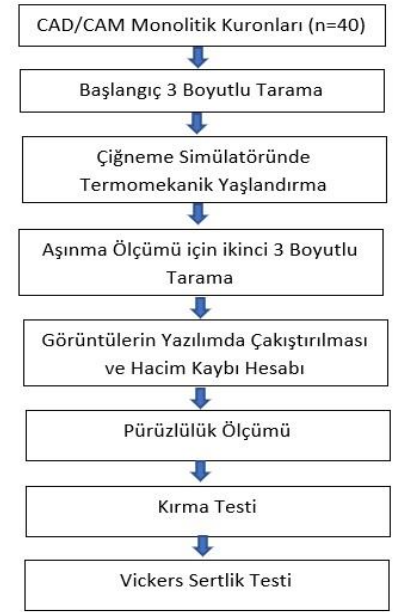 CAD/CAM Monolitik Kuronları (n=40)
Başlangıç 3 Boyutlu Tarama
Çiğneme Simülatöründe
Termomekanik Yaşlandırma
Aşınma Ölçümü için ikinci 3 Boyutlu
Tarama
Görüntülerin Yazılımda Çakıştırılması
ve Hacim Kaybı Hesabı
Pürüzlülük Ölçümü
Kırma Testi
Vickers Sertlik Testi